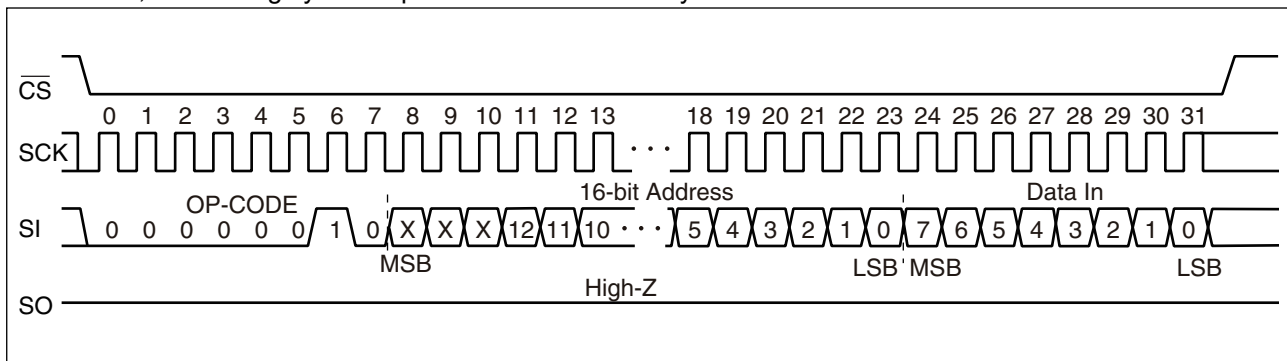 CS
0 1 2 3 4 5 6 7 8 9 10 11 12 13 18 19 20 21 22 23 24 25 26 27 28 29 30 31
SCK · · ·
OP-CODE 16-bit Address Data In
SI 0 0 0 0 0 0 1 0 X X X 12 11 10 · · · 5 4 3 2 1 0 7 6 5 4 3 2 1 0
MSB LSB MSB LSB
High-Z
SO